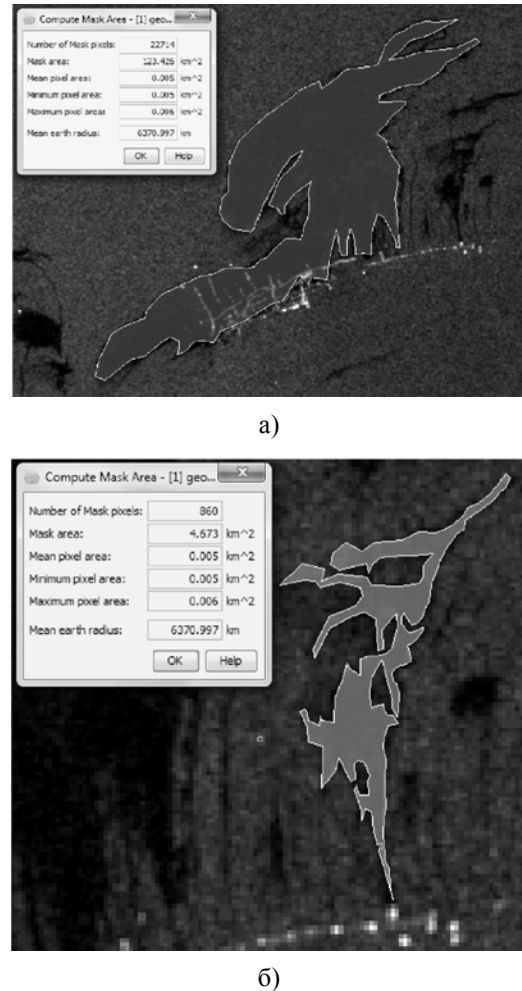 Compute Mask Area - [1] geo...
Number of Mask pixels: 22714
Mask area: 123.426 km^2
Mean pixel area: 0.005 km^2
Minimum pixel area: 0.005 km^2
Maximum pixel area: 0.006 km^2
Mean earth radius: 6370.997 km
OK Help
а)
Compute Mask Area - [1] geo...
Number of Mask pixels: 860
Mask area: 4.673 km^2
Mean pixel area: 0.005 km^2
Minimum pixel area: 0.005 km^2
Maximum pixel area: 0.006 km^2
Mean earth radius: 6370.997 km
OK Help
б)